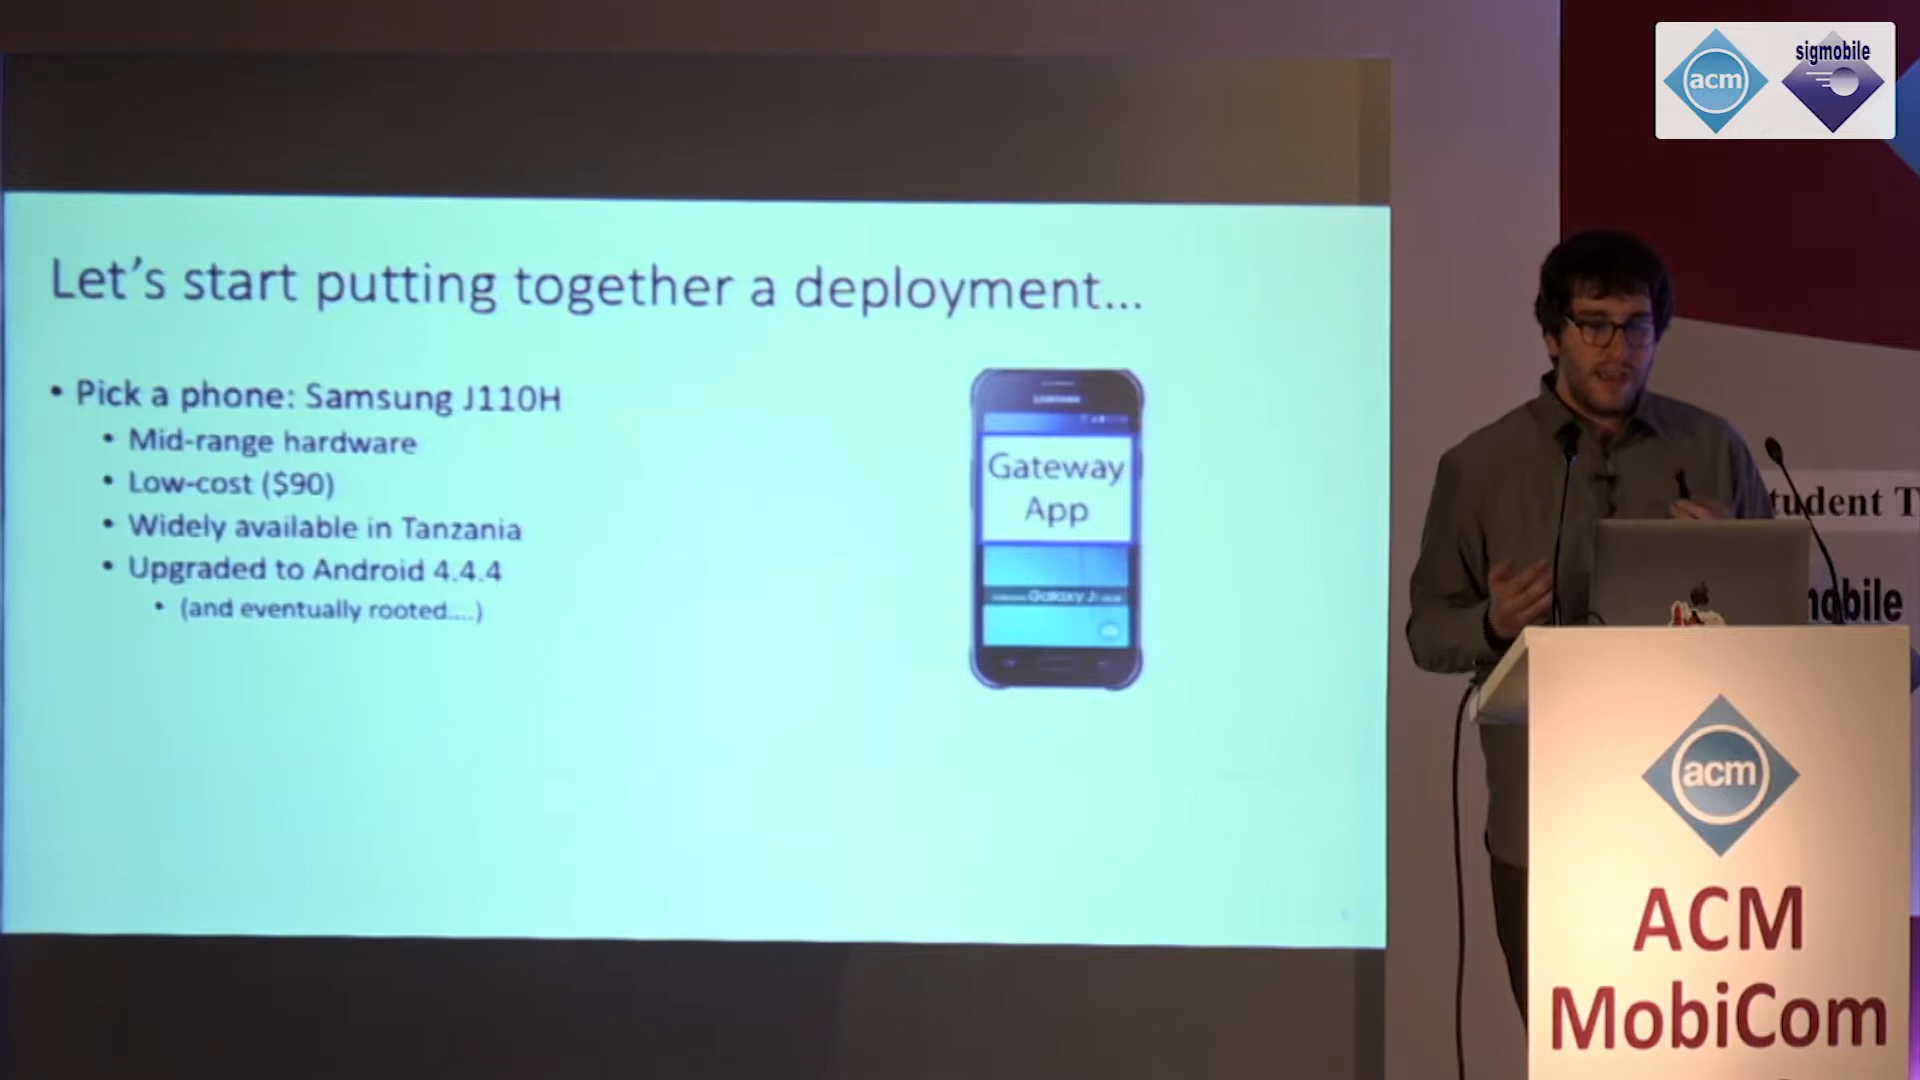 acm
sigmobile
Let's start putting together a deployment...
• Pick a phone: Samsung J110H
• Mid-range hardware
• Low-cost ($90)
• Widely available in Tanzania
• Upgraded to Android 4.4.4
• (and eventually rooted....)
SAMSUNG
Gateway
App
Galaxy J1
tudent T
mobile
acm
ACM
MobiCom